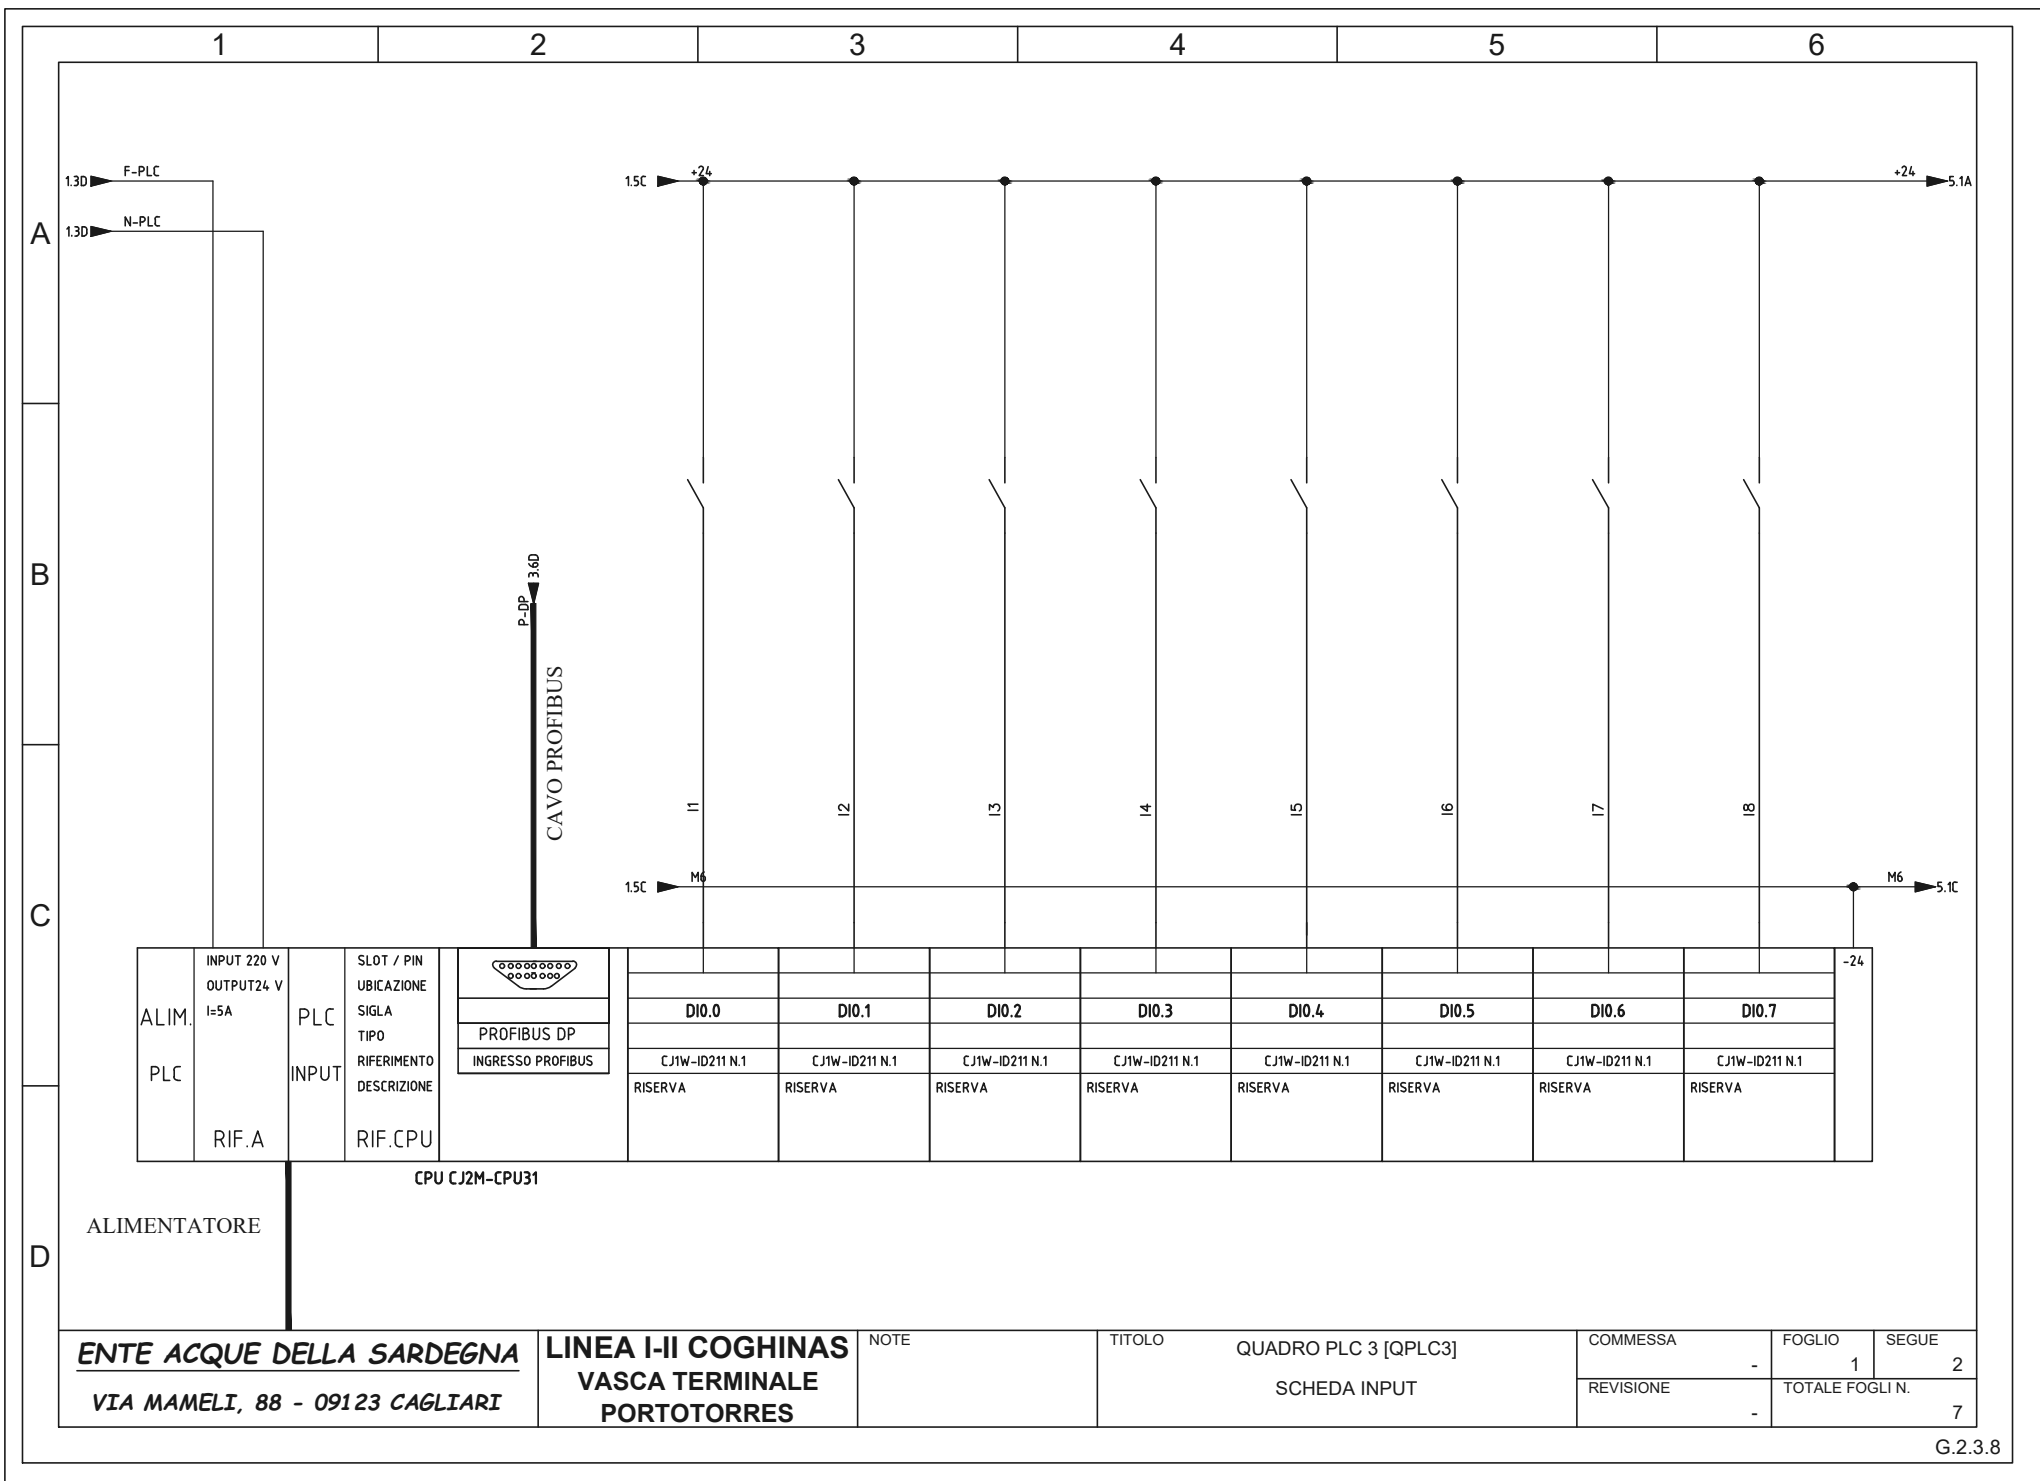 1 2 3 4 5 6
A
B
C
D
1.3D F-PLC
1.3D N-PLC
1.5C +24 +24 5.1A
P-DP 3.6D
CAVO PROFIBUS
I1 I2 I3 I4 I5 I6 I7 I8
1.5C M6 M6 5.1C
ALIM.
PLC
INPUT 220 V
OUTPUT24 V
I=5A
RIF.A
PLC
INPUT
SLOT / PIN
UBICAZIONE
SIGLA
TIPO
RIFERIMENTO
DESCRIZIONE
RIF.CPU
PROFIBUS DP
INGRESSO PROFIBUS
DI0.0 DI0.1 DI0.2 DI0.3 DI0.4 DI0.5 DI0.6 DI0.7
CJ1W-ID211 N.1 CJ1W-ID211 N.1 CJ1W-ID211 N.1 CJ1W-ID211 N.1 CJ1W-ID211 N.1 CJ1W-ID211 N.1 CJ1W-ID211 N.1 CJ1W-ID211 N.1
RISERVA RISERVA RISERVA RISERVA RISERVA RISERVA RISERVA RISERVA
-24
CPU CJ2M-CPU31
ALIMENTATORE
ENTE ACQUE DELLA SARDEGNA
VIA MAMELI, 88 - 09123 CAGLIARI
LINEA I-II COGHINAS
VASCA TERMINALE
PORTOTORRES
NOTE
TITOLO
QUADRO PLC 3 [QPLC3]
SCHEDA INPUT
COMMESSA
-
REVISIONE
-
FOGLIO
1
SEGUE
2
TOTALE FOGLI N.
7
G.2.3.8